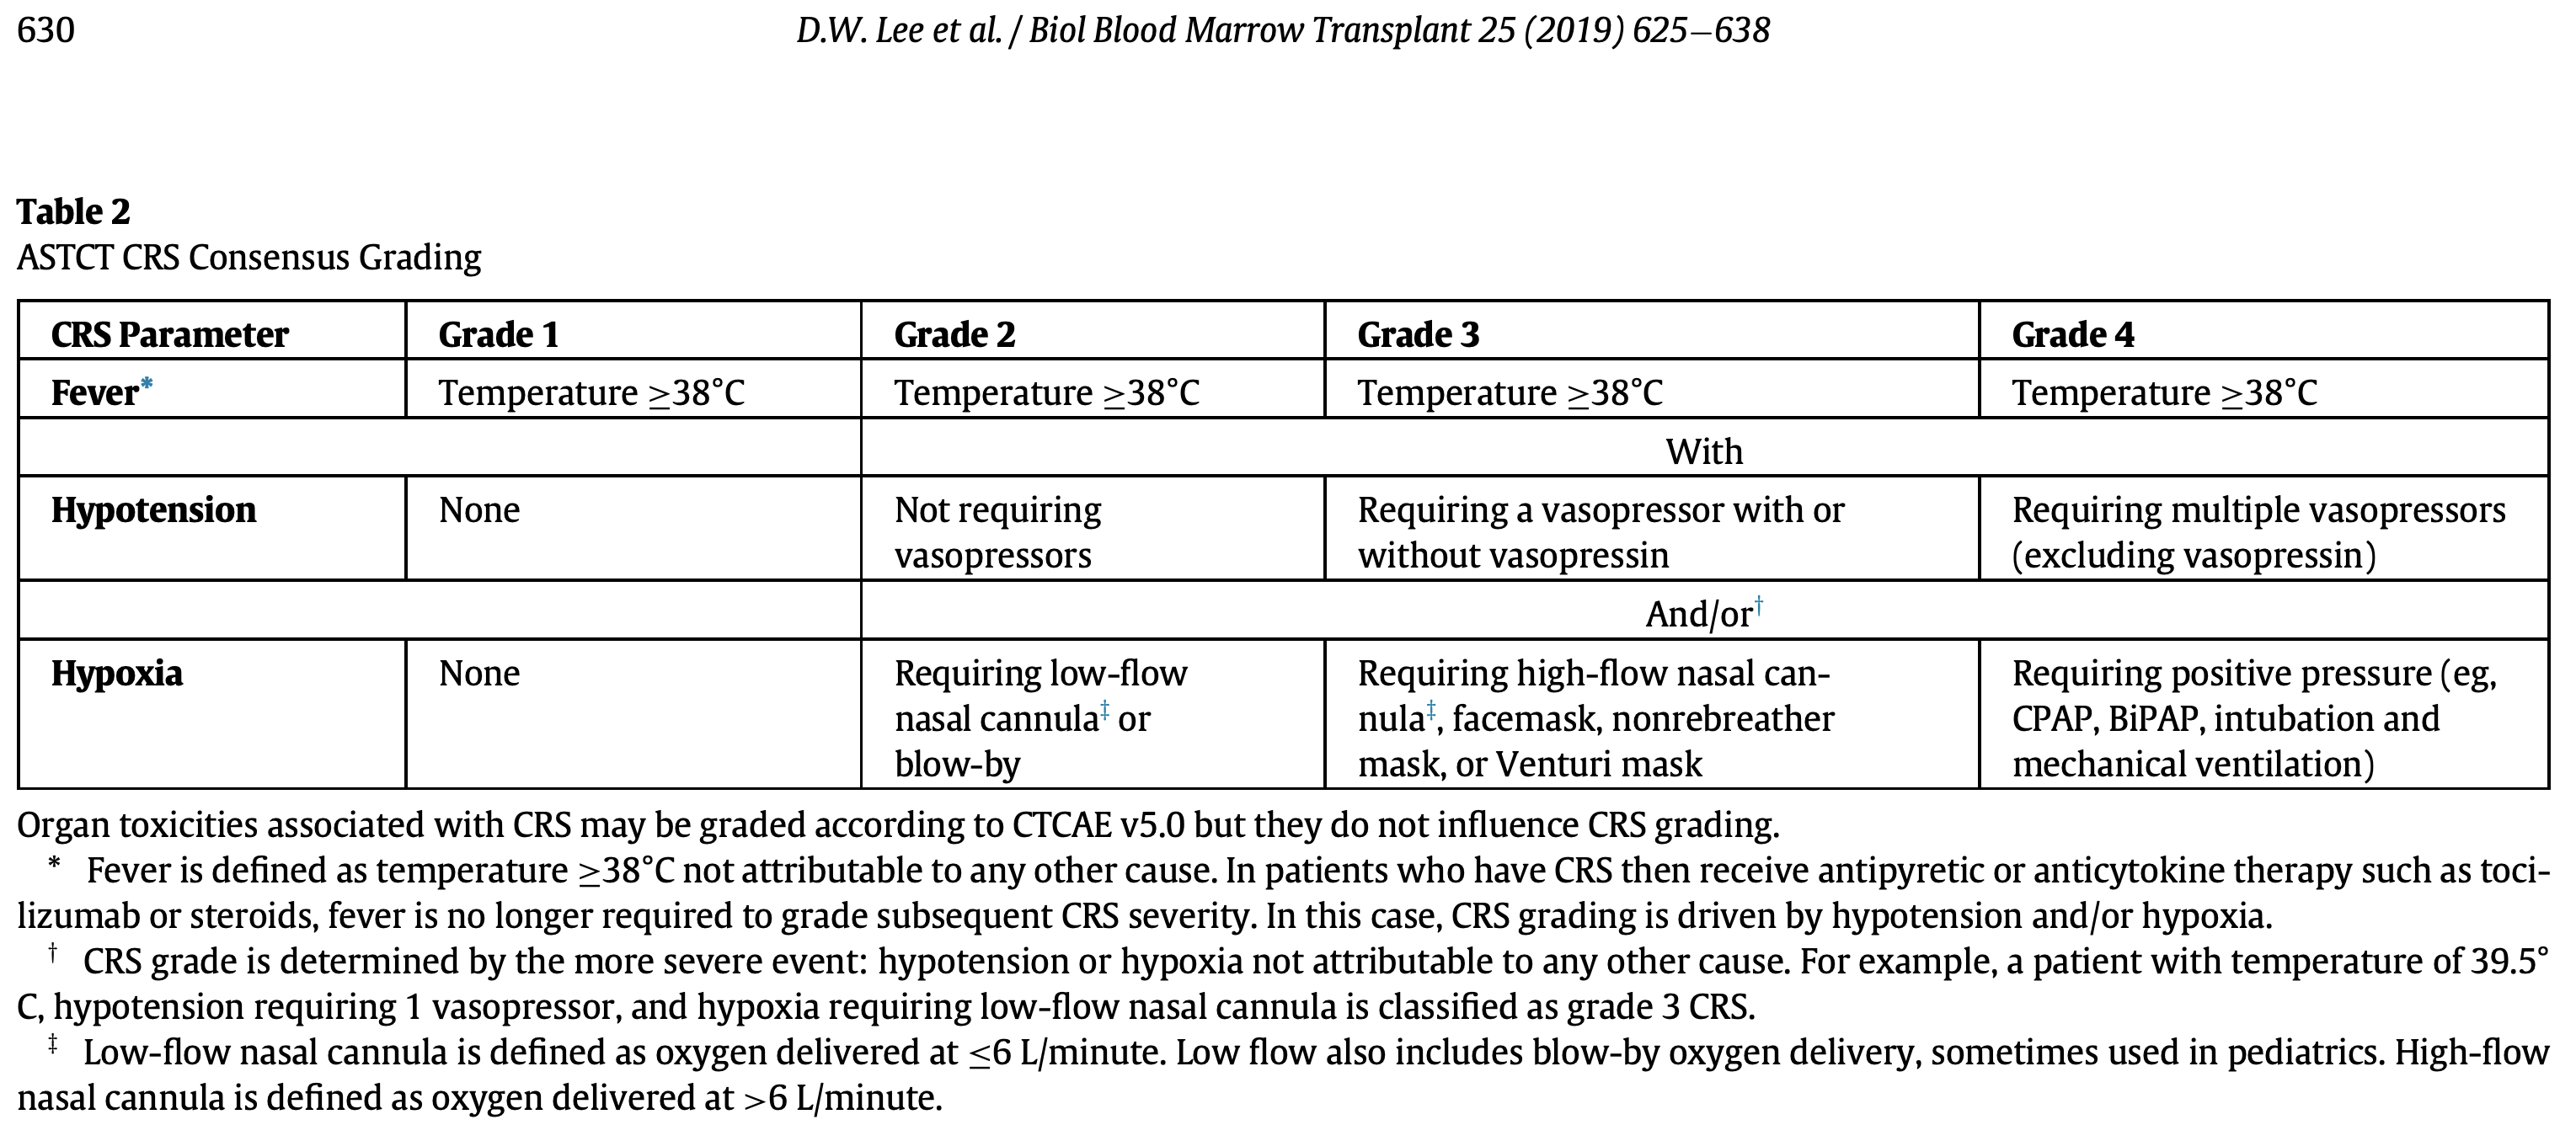 630
D.W. Lee et al. / Biol Blood Marrow Transplant 25 (2019) 625–638
Table 2
ASTCT CRS Consensus Grading
CRS Parameter Grade 1 Grade 2 Grade 3 Grade 4
Fever* Temperature ≥38°C Temperature ≥38°C Temperature ≥38°C Temperature ≥38°C
With
Hypotension None Not requiring Requiring a vasopressor with or Requiring multiple vasopressors
vasopressors without vasopressin (excluding vasopressin)
And/or†
Hypoxia None Requiring low-flow Requiring high-flow nasal can- Requiring positive pressure (eg,
nasal cannula‡ or nula‡, facemask, nonrebreather CPAP, BiPAP, intubation and
blow-by mask, or Venturi mask mechanical ventilation)
Organ toxicities associated with CRS may be graded according to CTCAE v5.0 but they do not influence CRS grading.
* Fever is defined as temperature ≥38°C not attributable to any other cause. In patients who have CRS then receive antipyretic or anticytokine therapy such as toci-
lizumab or steroids, fever is no longer required to grade subsequent CRS severity. In this case, CRS grading is driven by hypotension and/or hypoxia.
† CRS grade is determined by the more severe event: hypotension or hypoxia not attributable to any other cause. For example, a patient with temperature of 39.5°
C, hypotension requiring 1 vasopressor, and hypoxia requiring low-flow nasal cannula is classified as grade 3 CRS.
‡ Low-flow nasal cannula is defined as oxygen delivered at ≤6 L/minute. Low flow also includes blow-by oxygen delivery, sometimes used in pediatrics. High-flow
nasal cannula is defined as oxygen delivered at >6 L/minute.